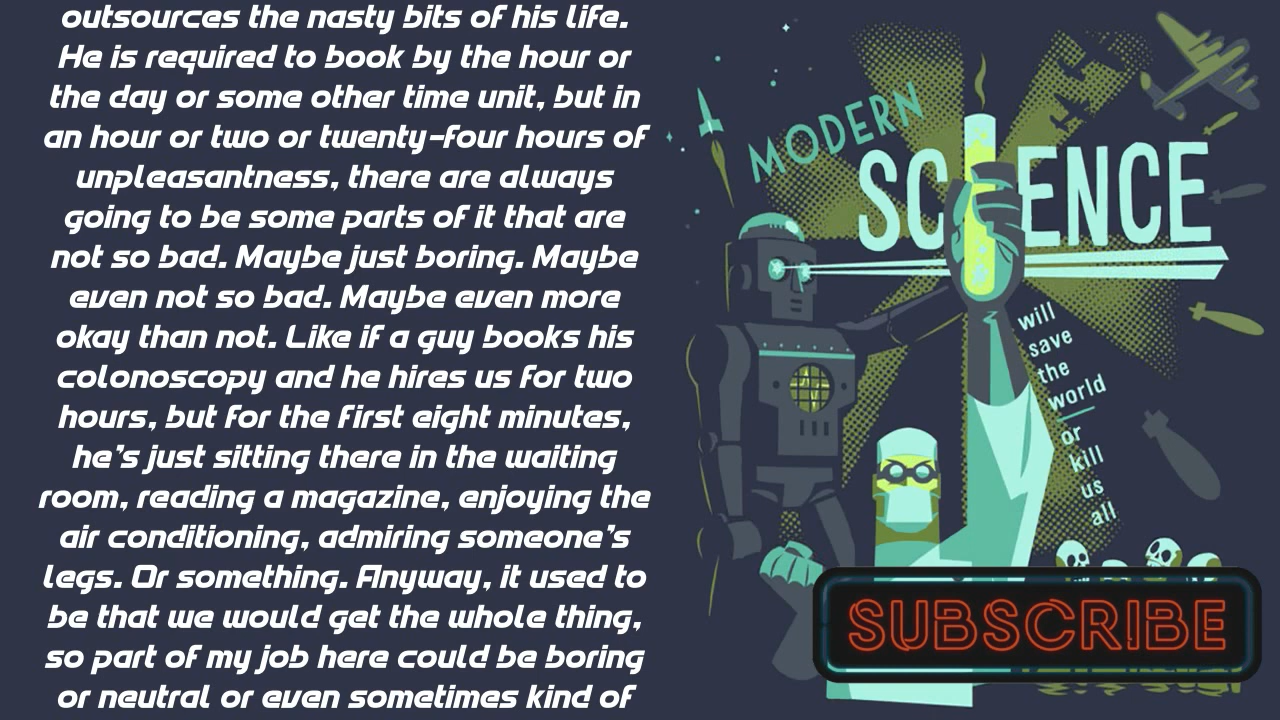 outsources the nasty bits of his life.
He is required to book by the hour or
the day or some other time unit, but in
an hour or two or twenty-four hours of
unpleasantness, there are always
going to be some parts of it that are
not so bad. Maybe just boring. Maybe
even not so bad. Maybe even more
okay than not. Like if a guy books his
colonoscopy and he hires us for two
hours, but for the first eight minutes,
he's just sitting there in the waiting
room, reading a magazine, enjoying the
air conditioning, admiring someone's
legs. Or something. Anyway, it used to
be that we would get the whole thing,
so part of my job here could be boring
or neutral or even sometimes kind of
MODERN
SCIENCE
will
save
the
world
or
kill
us
all
SUBSCRIBE